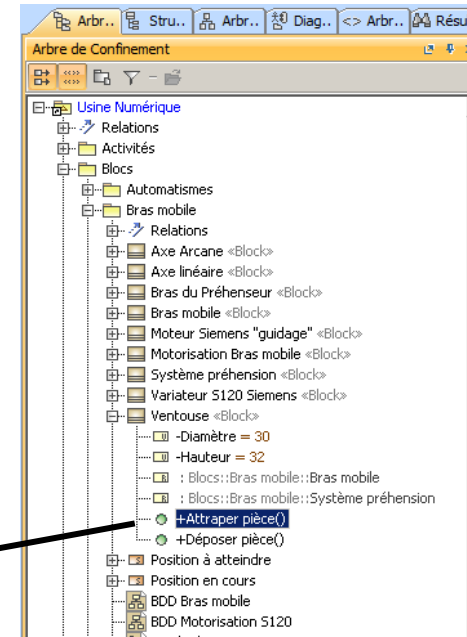 Arbr.. Stru.. Arbr.. Diag.. <> Arbr.. Résu
Arbre de Confinement
Usine Numérique
Relations
Activités
Blocs
Automatismes
Bras mobile
Relations
Axe Arcane «Block»
Axe linéaire «Block»
Bras du Préhenseur «Block»
Bras mobile «Block»
Moteur Siemens "guidage" «Block»
Motorisation Bras mobile «Block»
Système préhension «Block»
Variateur S120 Siemens «Block»
Ventouse «Block»
-Diamètre = 30
-Hauteur = 32
: Blocs::Bras mobile::Bras mobile
: Blocs::Bras mobile::Système préhension
+Attraper pièce()
+Déposer pièce()
Position à atteindre
Position en cours
BDD Bras mobile
BDD Motorisation S120